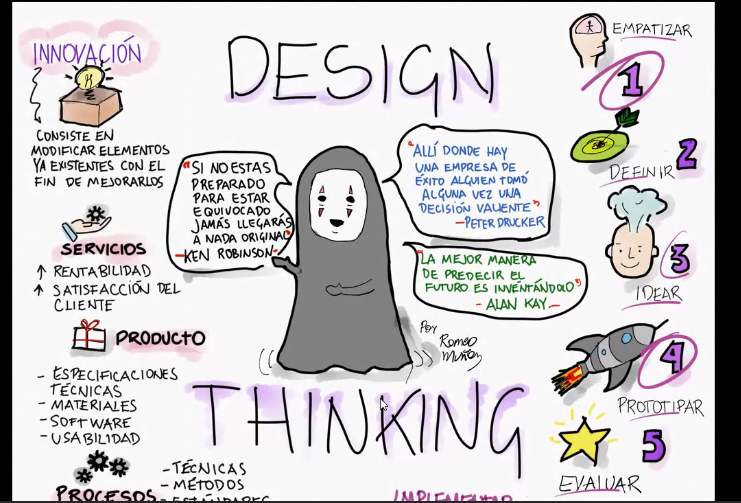 INNOVACIÓN
CONSISTE EN
MODIFICAR ELEMENTOS
YA EXISTENTES CON EL
FIN DE MEJORARLOS
SERVICIOS
↑ RENTABILIDAD
↑ SATISFACCIÓN DEL
CLIENTE
PRODUCTO
- ESPECIFICACIONES
TÉCNICAS
- MATERIALES
- SOFTWARE
- USABILIDAD
PROCESOS
- TÉCNICAS
- MÉTODOS
- ESTÁNDARES
DESIGN
"SI NO ESTAS
PREPARADO
PARA ESTAR
EQUIVOCADO
JAMÁS LLEGARÁS
A NADA ORIGINAL"
- KEN ROBINSON -
"ALLÍ DONDE HAY
UNA EMPRESA DE
EXITO ALGUIEN TOMÓ
ALGUNA VEZ UNA
DECISIÓN VALIENTE"
- PETER DRUCKER
"LA MEJOR MANERA
DE PREDECIR EL
FUTURO ES INVENTÁNDOLO"
- ALAN KAY -
Por
Romeo
Muñoz
THINKING
IMPLEMENTAR
EMPATIZAR
1
DEFINIR 2
3
IDEAR
4
PROTOTIPAR
5
EVALUAR